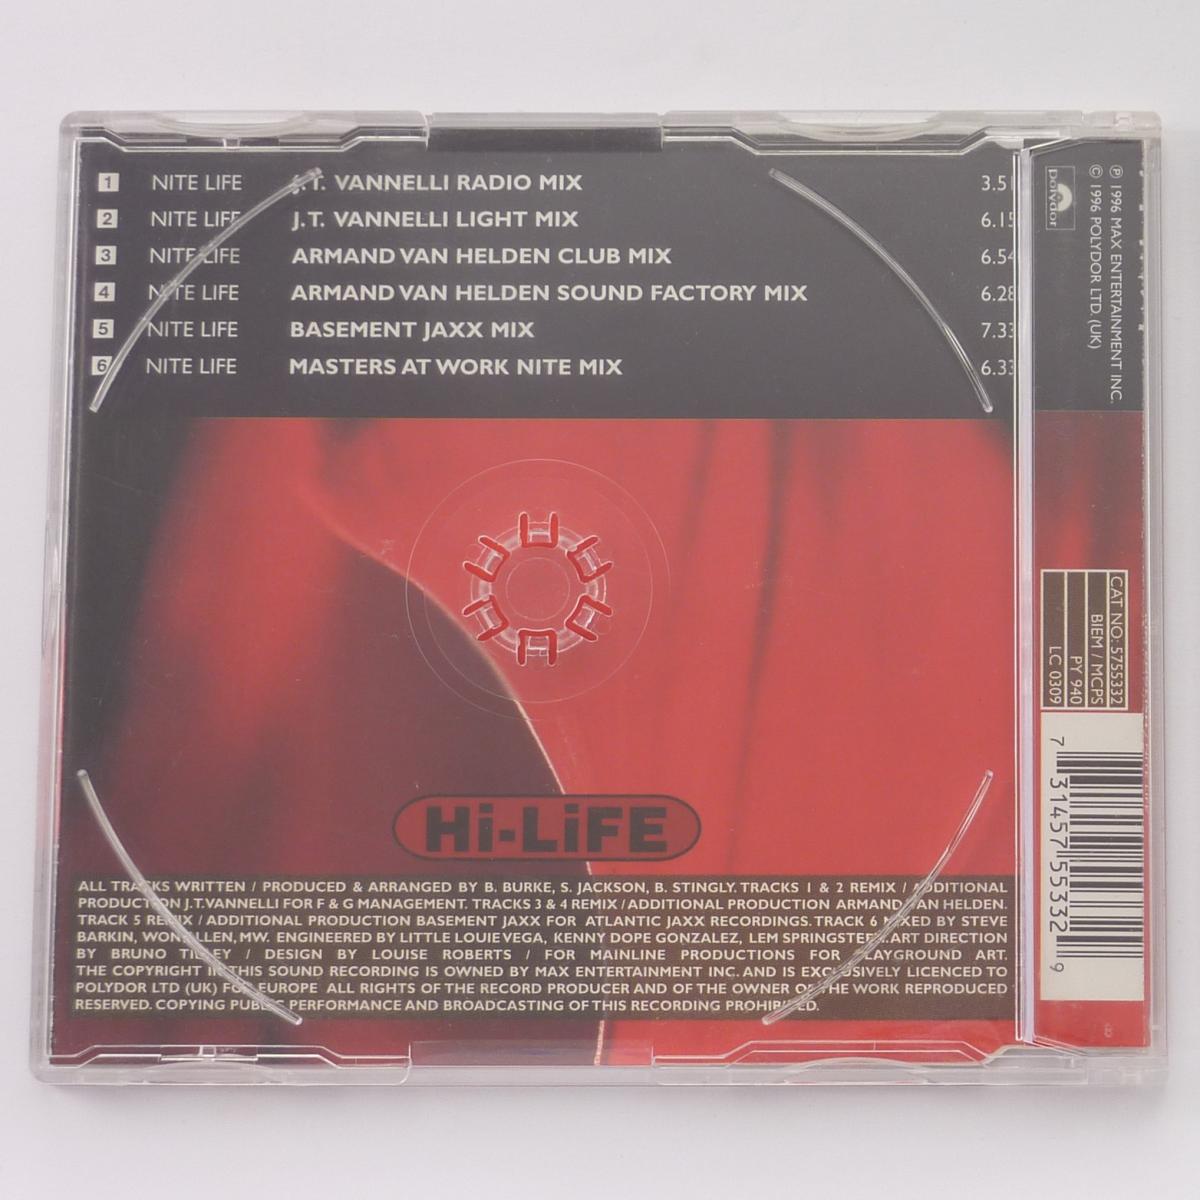 1 NITE LIFE J.T. VANNELLI RADIO MIX 3.51
2 NITE LIFE J.T. VANNELLI LIGHT MIX 6.15
3 NITE LIFE ARMAND VAN HELDEN CLUB MIX 6.54
4 NITE LIFE ARMAND VAN HELDEN SOUND FACTORY MIX 6.28
5 NITE LIFE BASEMENT JAXX MIX 7.33
6 NITE LIFE MASTERS AT WORK NITE MIX 6.33
Hi-LiFE
ALL TRACKS WRITTEN / PRODUCED & ARRANGED BY B. BURKE, S. JACKSON, B. STINGLY. TRACKS 1 & 2 REMIX / ADDITIONAL
PRODUCTION J.T.VANNELLI FOR F & G MANAGEMENT. TRACKS 3 & 4 REMIX / ADDITIONAL PRODUCTION ARMAND VAN HELDEN.
TRACK 5 REMIX / ADDITIONAL PRODUCTION BASEMENT JAXX FOR ATLANTIC JAXX RECORDINGS. TRACK 6 MIXED BY STEVE
BARKIN, WON ALLEN, MW. ENGINEERED BY LITTLE LOUIE VEGA, KENNY DOPE GONZALEZ, LEM SPRINGSTEEN. ART DIRECTION
BY BRUNO TILLEY / DESIGN BY LOUISE ROBERTS / FOR MAINLINE PRODUCTIONS FOR PLAYGROUND ART.
THE COPYRIGHT IN THIS SOUND RECORDING IS OWNED BY MAX ENTERTAINMENT INC. AND IS EXCLUSIVELY LICENCED TO
POLYDOR LTD (UK) FOR EUROPE ALL RIGHTS OF THE RECORD PRODUCER AND OF THE OWNER OF THE WORK REPRODUCED
RESERVED. COPYING PUBLIC PERFORMANCE AND BROADCASTING OF THIS RECORDING PROHIBITED.
polydor
℗ 1996 MAX ENTERTAINMENT INC.
© 1996 POLYDOR LTD. (UK)
CAT NO: 5755332
BIEM / MCPS
PY 940
LC 0309
7 31457 55332 9